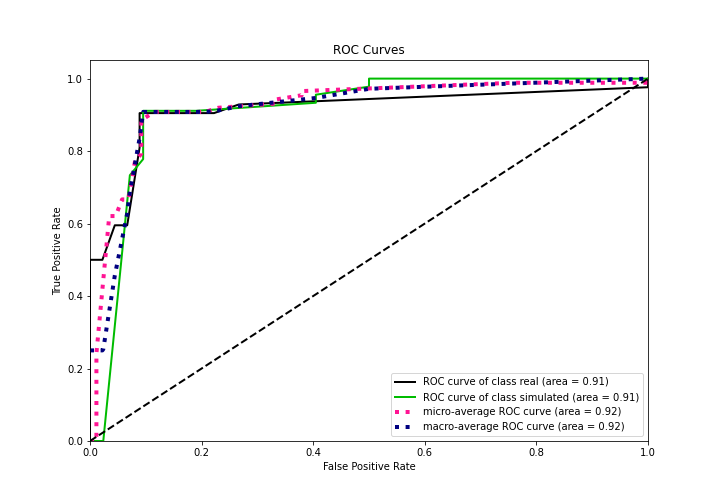 ROC Curves
1.0
0.8
0.6
0.4
0.2
0.0
True Positive Rate
ROC curve of class real (area = 0.91)
ROC curve of class simulated (area = 0.91)
micro-average ROC curve (area = 0.92)
macro-average ROC curve (area = 0.92)
0.0 0.2 0.4 0.6 0.8 1.0
False Positive Rate